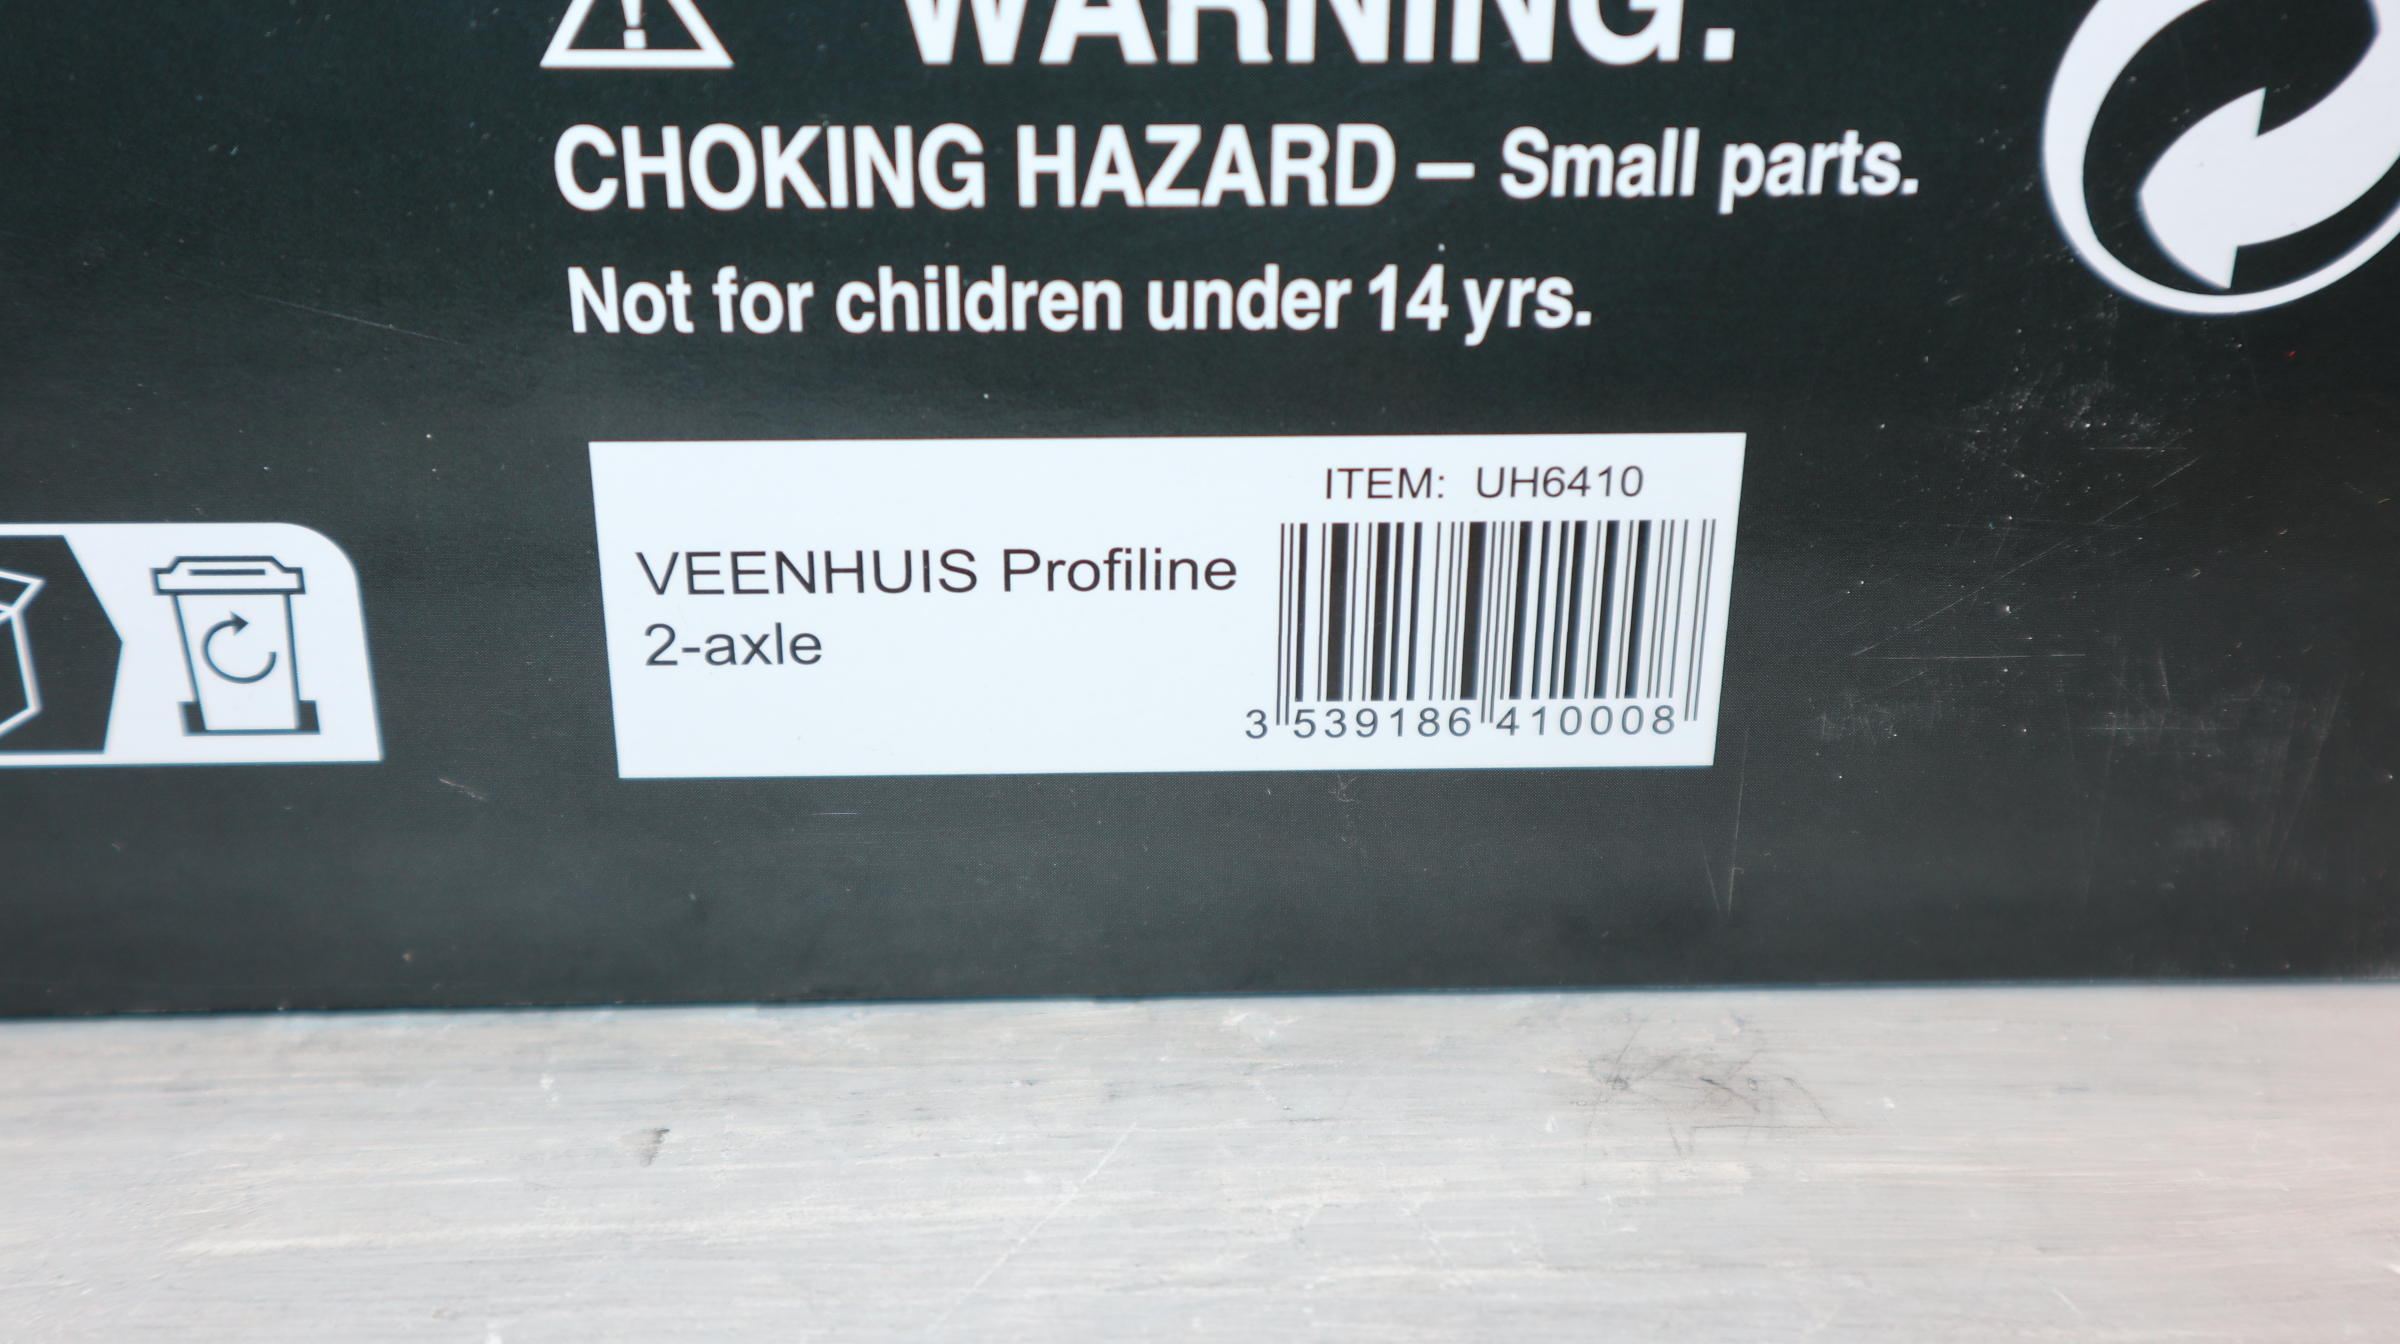 WARNING:
CHOKING HAZARD – Small parts.
Not for children under 14 yrs.
ITEM: UH6410
VEENHUIS Profiline
2-axle
3 539186 410008